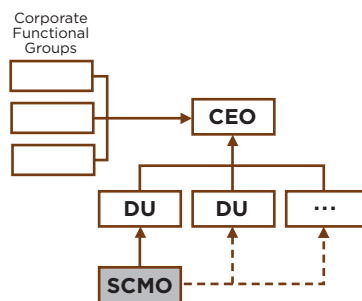 Corporate
Functional
Groups
CEO
DU DU ...
SCMO